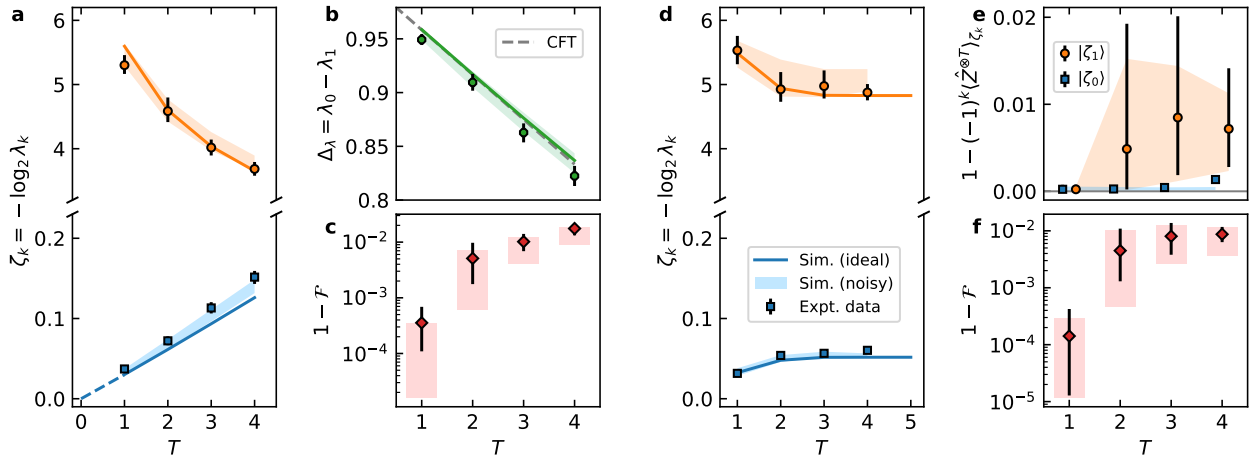 a
ζk = − log2 λk
6
5
4
0.2
0.1
0.0
0 1 2 3 4
T
b
Δλ = λ0 − λ1
0.95
0.9
0.85
0.8
CFT
c
1 − ℱ
10−2
10−3
10−4
1 2 3 4
T
d
ζk = − log2 λk
6
5
4
0.2
0.1
0.0
Sim. (ideal)
Sim. (noisy)
Expt. data
1 2 3 4 5
T
e
1 − (−1)k⟨Ẑ⊗T⟩ζk
0.02
0.01
0.00
|ζ1⟩
|ζ0⟩
1 2 3 4
f
1 − ℱ
10−2
10−3
10−4
10−5
1 2 3 4
T